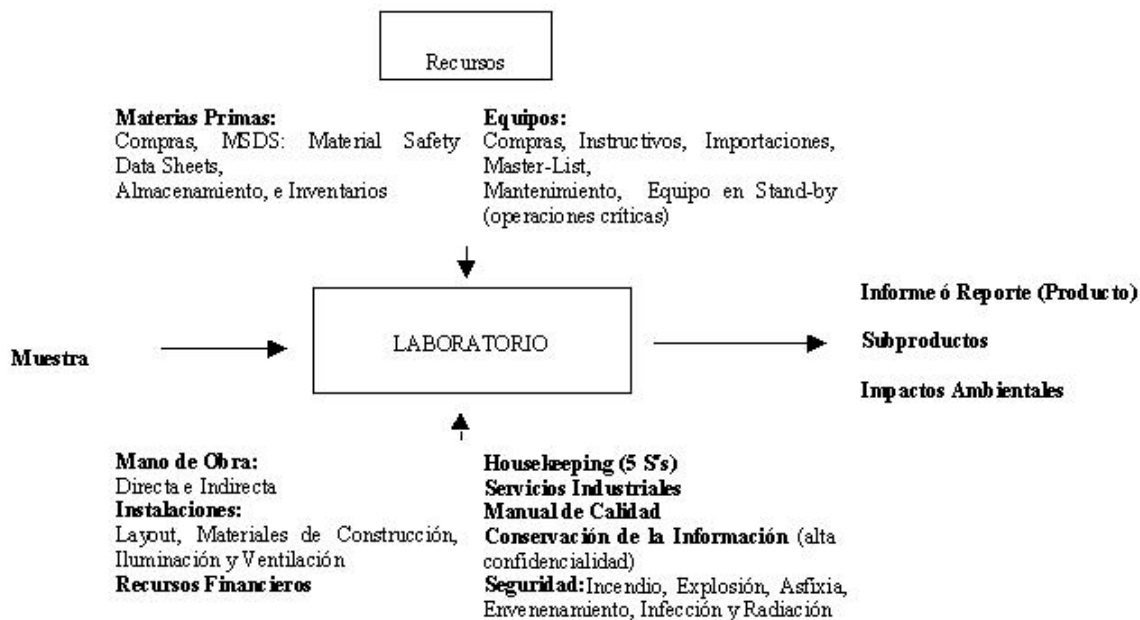 Recursos
Materias Primas:
Compras, MSDS: Material Safety
Data Sheets,
Almacenamiento, e Inventarios
Equipos:
Compras, Instructivos, Importaciones,
Master-List,
Mantenimiento, Equipo en Stand-by
(operaciones críticas)
Muestra
LABORATORIO
Informe ó Reporte (Producto)
Subproductos
Impactos Ambientales
Mano de Obra:
Directa e Indirecta
Instalaciones:
Layout, Materiales de Construcción,
Iluminación y Ventilación
Recursos Financieros
Housekeeping (5 S's)
Servicios Industriales
Manual de Calidad
Conservación de la Información (alta
confidencialidad)
Seguridad: Incendio, Explosión, Asfixia,
Envenenamiento, Infección y Radiación